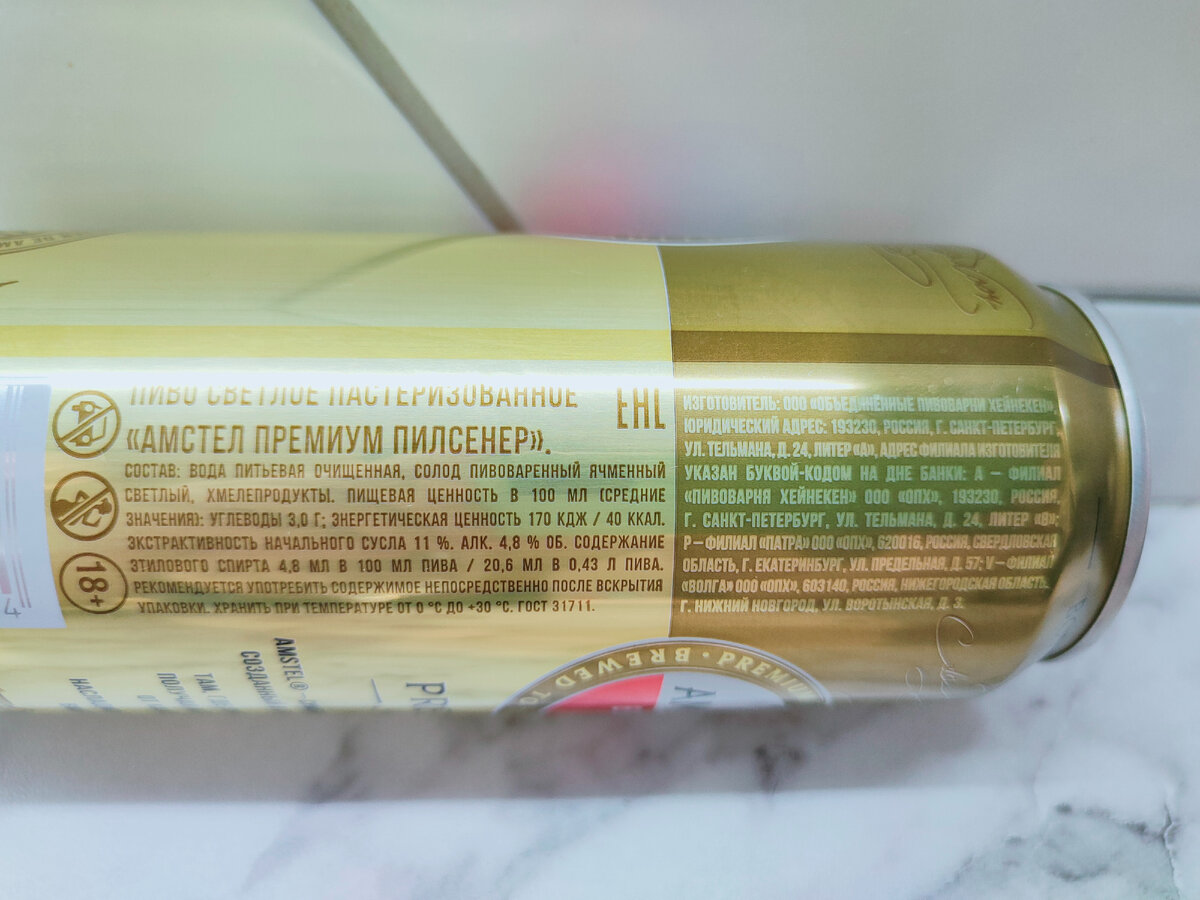 ПИВО СВЕТЛОЕ ПАСТЕРИЗОВАННОЕ
«АМСТЕЛ ПРЕМИУМ ПИЛСЕНЕР».
СОСТАВ: ВОДА ПИТЬЕВАЯ ОЧИЩЕННАЯ, СОЛОД ПИВОВАРЕННЫЙ ЯЧМЕННЫЙ
СВЕТЛЫЙ, ХМЕЛЕПРОДУКТЫ. ПИЩЕВАЯ ЦЕННОСТЬ В 100 МЛ (СРЕДНИЕ
ЗНАЧЕНИЯ): УГЛЕВОДЫ 3,0 Г; ЭНЕРГЕТИЧЕСКАЯ ЦЕННОСТЬ 170 КДЖ / 40 ККАЛ.
ЭКСТРАКТИВНОСТЬ НАЧАЛЬНОГО СУСЛА 11 %. АЛК. 4,8 % ОБ. СОДЕРЖАНИЕ
ЭТИЛОВОГО СПИРТА 4,8 МЛ В 100 МЛ ПИВА / 20,6 МЛ В 0,43 Л ПИВА.
РЕКОМЕНДУЕТСЯ УПОТРЕБИТЬ СОДЕРЖИМОЕ НЕПОСРЕДСТВЕННО ПОСЛЕ ВСКРЫТИЯ
УПАКОВКИ. ХРАНИТЬ ПРИ ТЕМПЕРАТУРЕ ОТ 0 °С ДО +30 °С. ГОСТ 31711.
18+
ЕАС
ИЗГОТОВИТЕЛЬ: ООО «ОБЪЕДИНЁННЫЕ ПИВОВАРНИ ХЕЙНЕКЕН»,
ЮРИДИЧЕСКИЙ АДРЕС: 193230, РОССИЯ, Г. САНКТ-ПЕТЕРБУРГ,
УЛ. ТЕЛЬМАНА, Д. 24, ЛИТЕР «А», АДРЕС ФИЛИАЛА ИЗГОТОВИТЕЛЯ
УКАЗАН БУКВОЙ-КОДОМ НА ДНЕ БАНКИ: А – ФИЛИАЛ
«ПИВОВАРНЯ ХЕЙНЕКЕН» ООО «ОПХ», 193230, РОССИЯ,
Г. САНКТ-ПЕТЕРБУРГ, УЛ. ТЕЛЬМАНА, Д. 24, ЛИТЕР «В»;
Р – ФИЛИАЛ «ПАТРА» ООО «ОПХ», 620016, РОССИЯ, СВЕРДЛОВСКАЯ
ОБЛАСТЬ, Г. ЕКАТЕРИНБУРГ, УЛ. ПРЕДЕЛЬНАЯ, Д. 57; V – ФИЛИАЛ
«ВОЛГА» ООО «ОПХ», 603140, РОССИЯ, НИЖЕГОРОДСКАЯ ОБЛАСТЬ,
Г. НИЖНИЙ НОВГОРОД, УЛ. ВОРОТЫНСКАЯ, Д. 3.
BREWED · PREMIUM
AMSTEL®